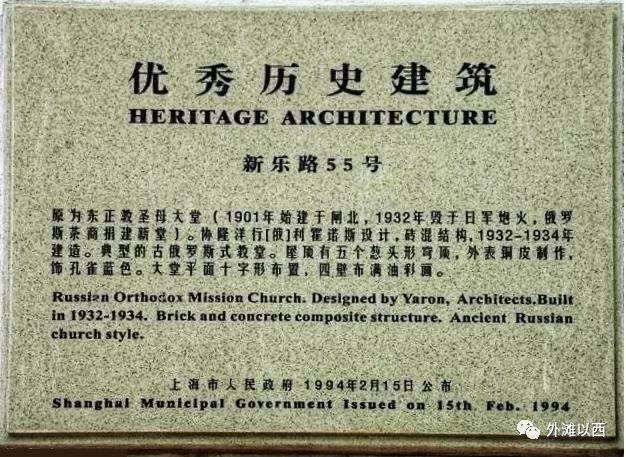 优秀历史建筑
HERITAGE ARCHITECTURE
新乐路55号
原为东正教圣母大堂(1901年始建于闸北,1932年毁于日军炮火,俄罗
斯茶商捐建新堂)。协隆洋行[俄]利霍诺斯设计,砖混结构,1932-1934年
建造。典型的古俄罗斯式教堂。屋顶有五个葱头形穹顶,外表铜皮制作,
饰孔雀蓝色。大堂平面十字形布置,四壁布满油彩画。
Russian Orthodox Mission Church. Designed by Yaron, Architects.Built
in 1932-1934. Brick and concrete composite structure. Ancient Russian
church style.
上海市人民政府 1994年2月15日公布
Shanghai Municipal Government Issued on 15th Feb. 1994
外滩以西